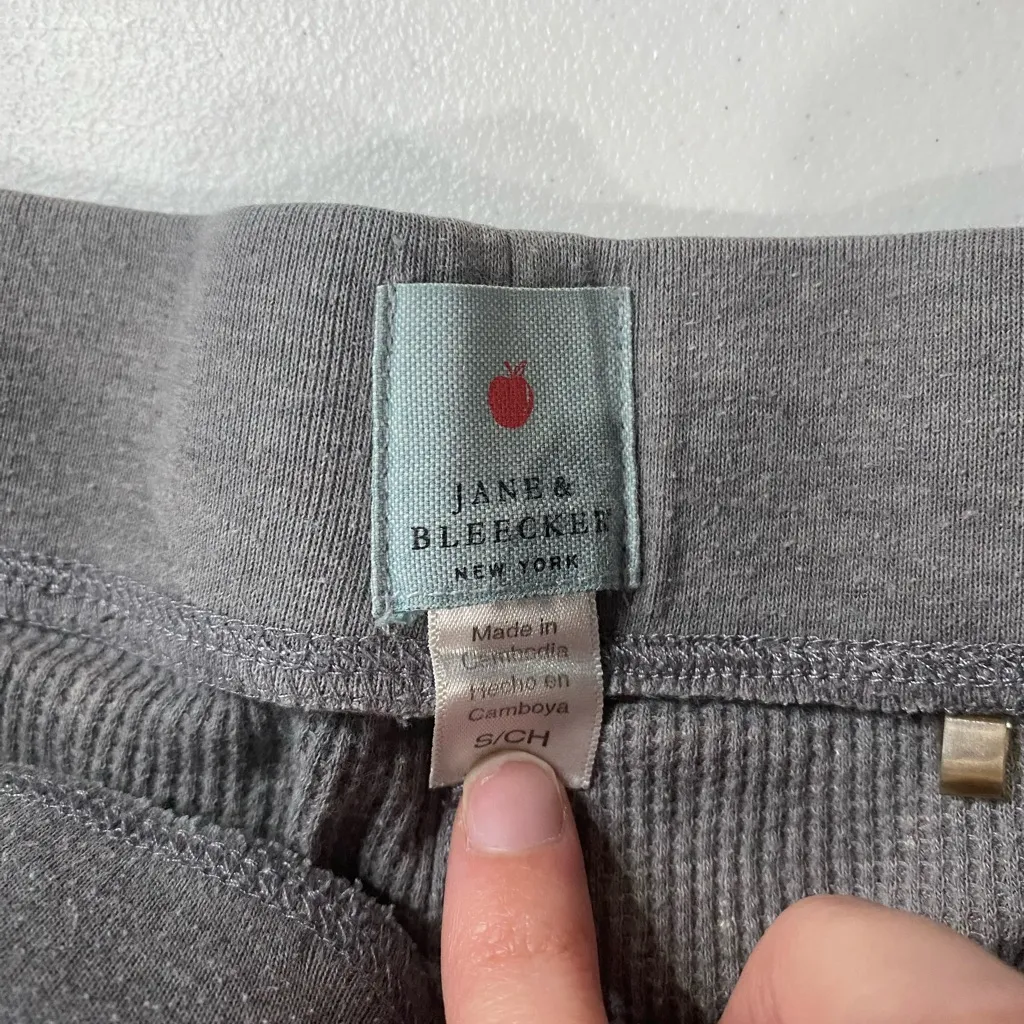 JANE &
BLEECKER
NEW YORK
Made in
Cambodia
Hecho en
Camboya
S/CH